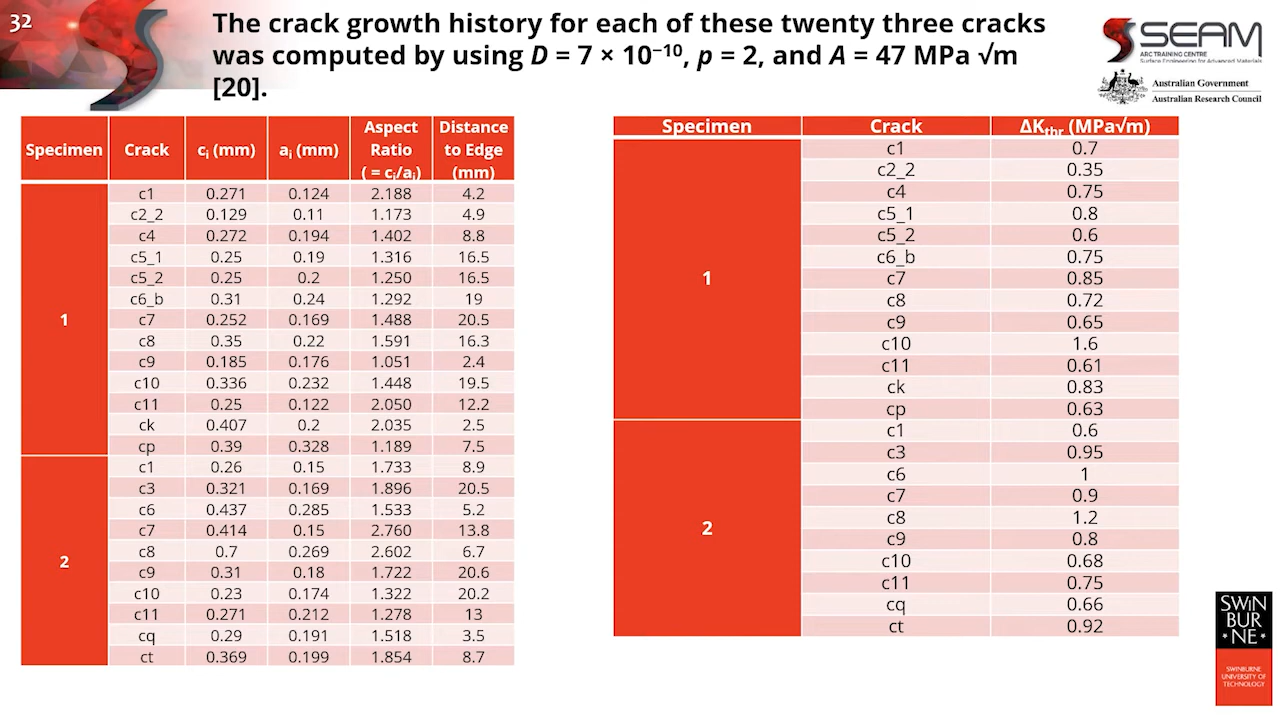 32
The crack growth history for each of these twenty three cracks
was computed by using D = 7 × 10⁻¹⁰, p = 2, and A = 47 MPa √m
[20].
SEAM
ARC TRAINING CENTRE
Surface Engineering for Advanced Materials
Australian Government
Australian Research Council
Specimen Crack cᵢ (mm) aᵢ (mm) Aspect Ratio ( = cᵢ/aᵢ) Distance to Edge (mm)
1
c1 0.271 0.124 2.188 4.2
c2_2 0.129 0.11 1.173 4.9
c4 0.272 0.194 1.402 8.8
c5_1 0.25 0.19 1.316 16.5
c5_2 0.25 0.2 1.250 16.5
c6_b 0.31 0.24 1.292 19
c7 0.252 0.169 1.488 20.5
c8 0.35 0.22 1.591 16.3
c9 0.185 0.176 1.051 2.4
c10 0.336 0.232 1.448 19.5
c11 0.25 0.122 2.050 12.2
ck 0.407 0.2 2.035 2.5
cp 0.39 0.328 1.189 7.5
2
c1 0.26 0.15 1.733 8.9
c3 0.321 0.169 1.896 20.5
c6 0.437 0.285 1.533 5.2
c7 0.414 0.15 2.760 13.8
c8 0.7 0.269 2.602 6.7
c9 0.31 0.18 1.722 20.6
c10 0.23 0.174 1.322 20.2
c11 0.271 0.212 1.278 13
cq 0.29 0.191 1.518 3.5
ct 0.369 0.199 1.854 8.7
Specimen Crack ΔKthr (MPa√m)
1
c1 0.7
c2_2 0.35
c4 0.75
c5_1 0.8
c5_2 0.6
c6_b 0.75
c7 0.85
c8 0.72
c9 0.65
c10 1.6
c11 0.61
ck 0.83
cp 0.63
2
c1 0.6
c3 0.95
c6 1
c7 0.9
c8 1.2
c9 0.8
c10 0.68
c11 0.75
cq 0.66
ct 0.92
SWiN
BUR
*NE*
SWINBURNE
UNIVERSITY OF
TECHNOLOGY